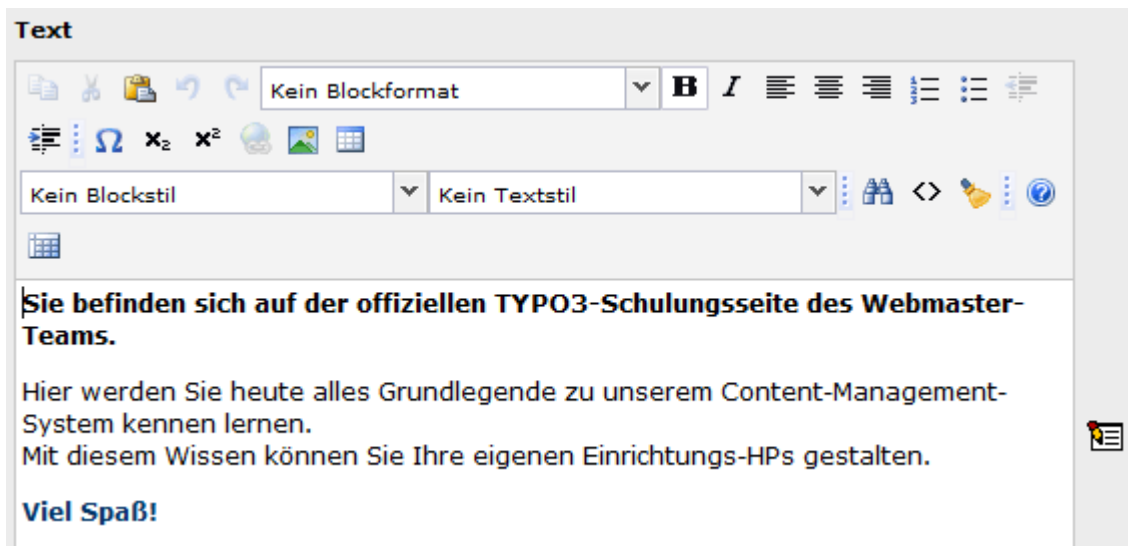 Text
Kein Blockformat B I
Ω x₂ x²
Kein Blockstil Kein Textstil <> ?
Sie befinden sich auf der offiziellen TYPO3-Schulungsseite des Webmaster-
Teams.
Hier werden Sie heute alles Grundlegende zu unserem Content-Management-
System kennen lernen.
Mit diesem Wissen können Sie Ihre eigenen Einrichtungs-HPs gestalten.
Viel Spaß!